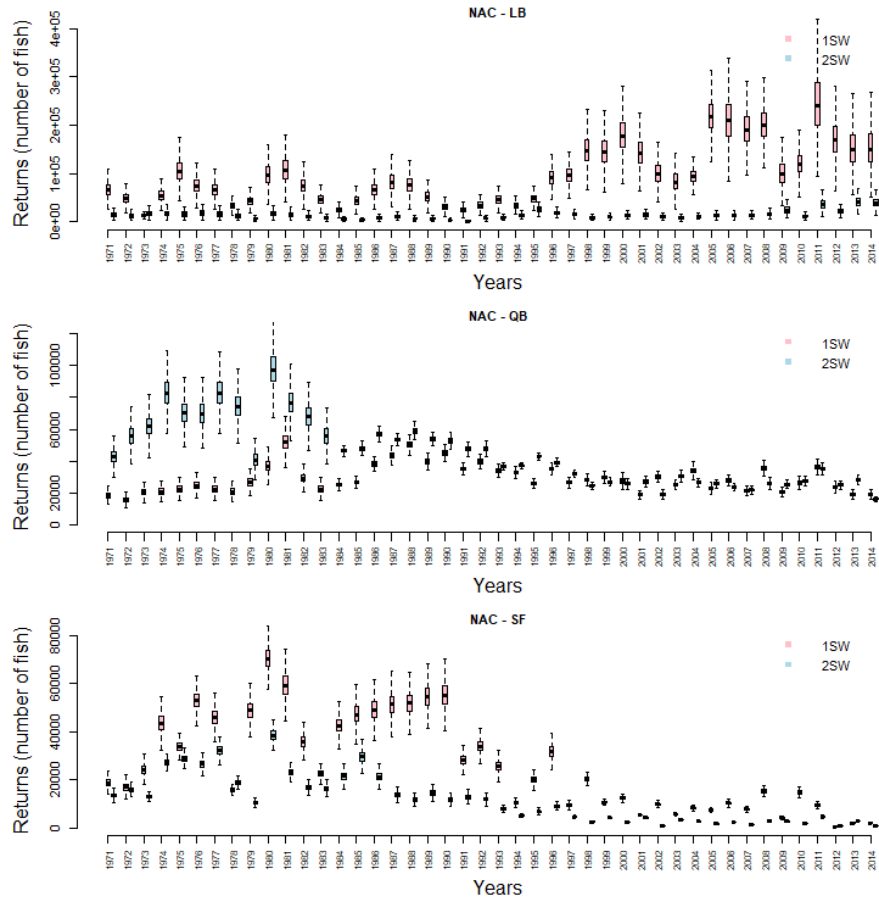 NAC - LB
Returns (number of fish)
0e+00 1e+05 2e+05 3e+05 4e+05
1SW
2SW
1971 1972 1973 1974 1975 1976 1977 1978 1979 1980 1981 1982 1983 1984 1985 1986 1987 1988 1989 1990 1991 1992 1993 1994 1995 1996 1997 1998 1999 2000 2001 2002 2003 2004 2005 2006 2007 2008 2009 2010 2011 2012 2013 2014
Years
NAC - QB
Returns (number of fish)
0 20000 60000 100000
1SW
2SW
1971 1972 1973 1974 1975 1976 1977 1978 1979 1980 1981 1982 1983 1984 1985 1986 1987 1988 1989 1990 1991 1992 1993 1994 1995 1996 1997 1998 1999 2000 2001 2002 2003 2004 2005 2006 2007 2008 2009 2010 2011 2012 2013 2014
Years
NAC - SF
Returns (number of fish)
0 20000 40000 60000 80000
1SW
2SW
1971 1972 1973 1974 1975 1976 1977 1978 1979 1980 1981 1982 1983 1984 1985 1986 1987 1988 1989 1990 1991 1992 1993 1994 1995 1996 1997 1998 1999 2000 2001 2002 2003 2004 2005 2006 2007 2008 2009 2010 2011 2012 2013 2014
Years